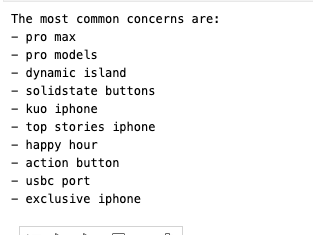 The most common concerns are:
- pro max
- pro models
- dynamic island
- solidstate buttons
- kuo iphone
- top stories iphone
- happy hour
- action button
- usbc port
- exclusive iphone